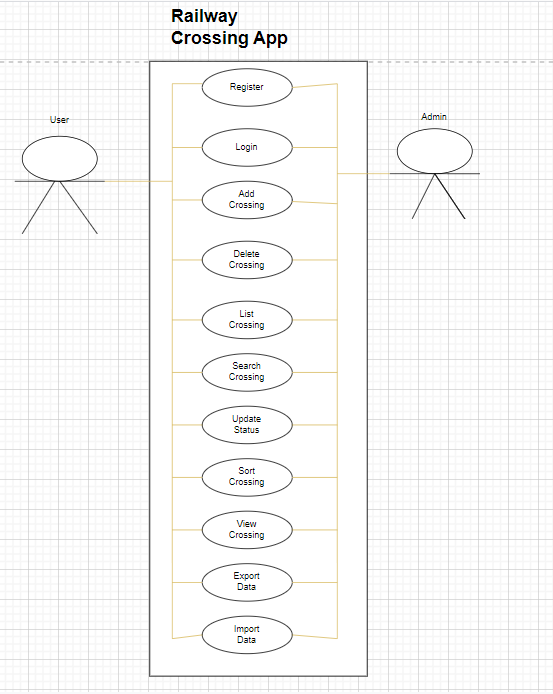 Railway
Crossing App
Register
User
Admin
Login
Add
Crossing
Delete
Crossing
List
Crossing
Search
Crossing
Update
Status
Sort
Crossing
View
Crossing
Export
Data
Import
Data